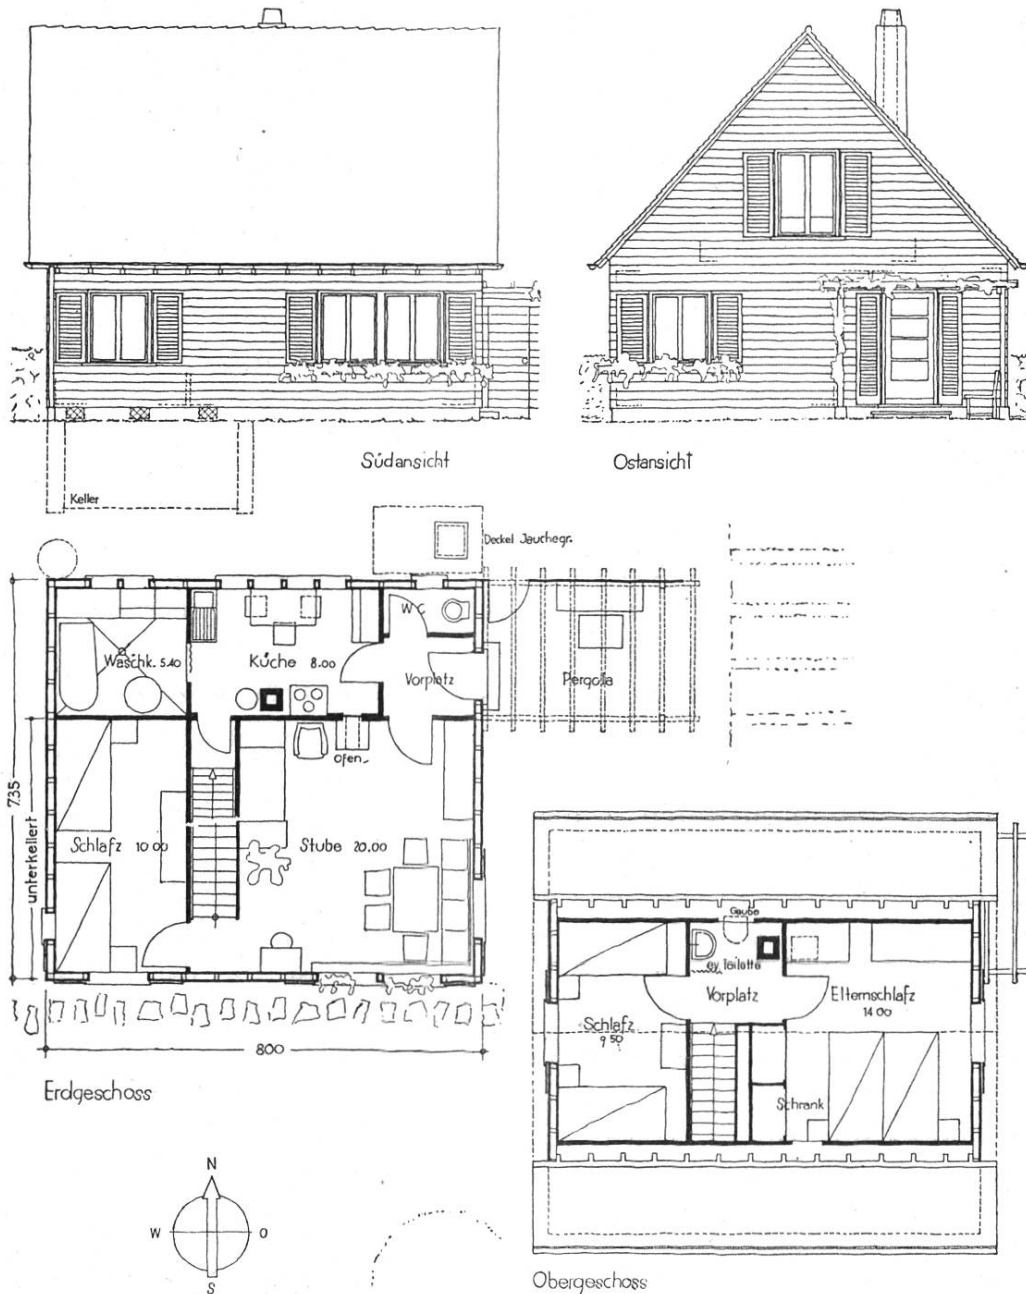 Südansicht
Ostansicht
Keller
Deckel Jauchegr.
W.C.
Waschk. 5.40
Küche 8.00
Vorplatz
Pergola
Ofen
7.35
unterkellert
Schlafz 10 00
Stube 20.00
800
Erdgeschoss
Gaube
ev. Toilette
Vorplatz
Elternschlafz
14 00
Schlafz
9 50
Schrank
Obergeschoss
N
W
O
S